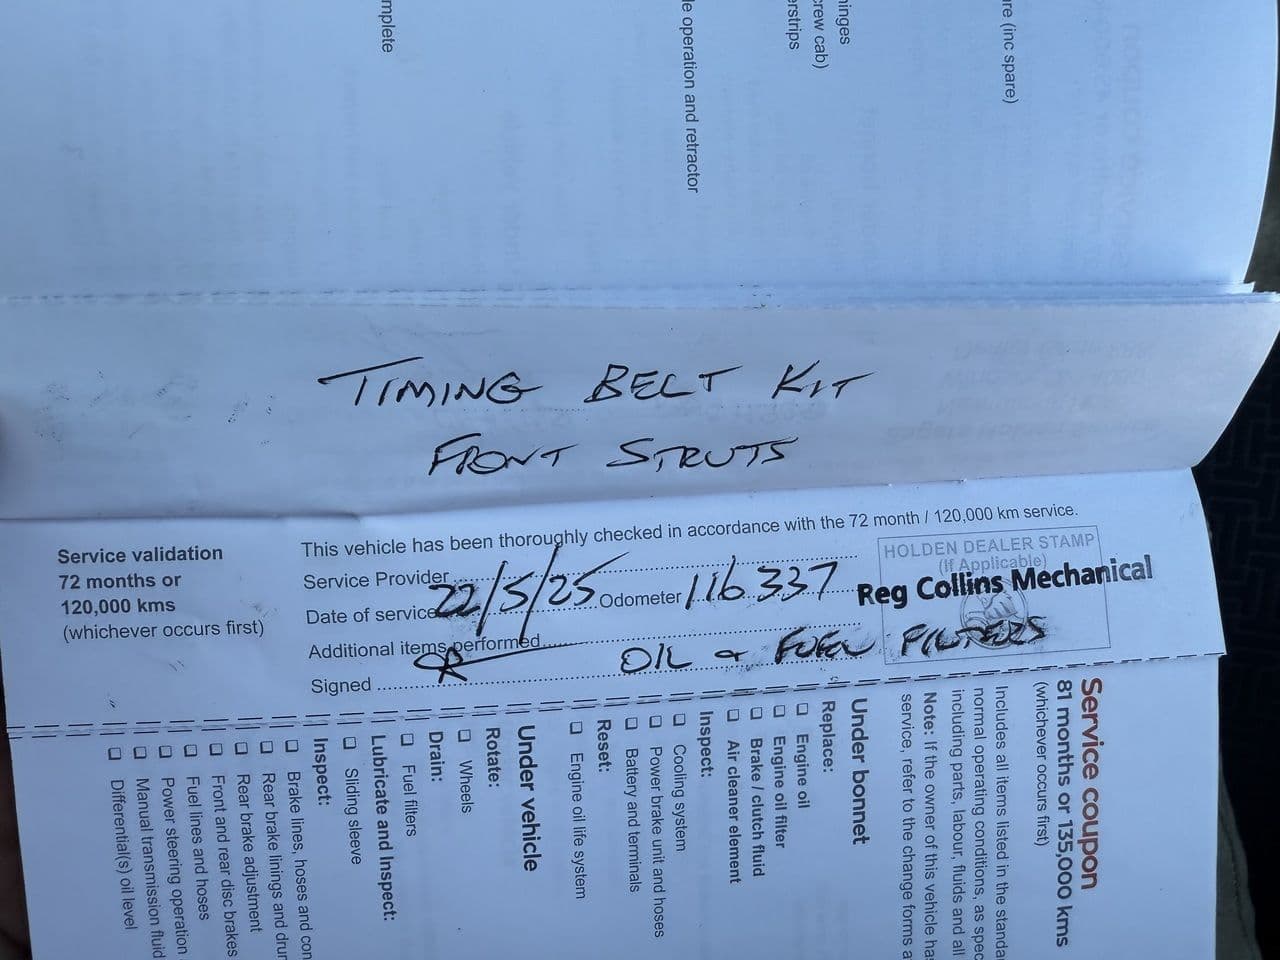 mplete
le operation and retractor
inges
crew cab)
erstrips
re (inc spare)
TIMING BELT KIT
FRONT STRUTS
Service validation
72 months or
120,000 kms
(whichever occurs first)
This vehicle has been thoroughly checked in accordance with the 72 month / 120,000 km service.
Service Provider
Date of service 22/5/25 Odometer 116337
Additional items performed
OIL & FUEL FILTERS
Signed
HOLDEN DEALER STAMP
(If Applicable)
Reg Collins Mechanical
Service coupon
81 months or 135,000 kms
(whichever occurs first)
Includes all items listed in the standa
normal operating conditions, as spec
including parts, labour, fluids and all
Note: If the owner of this vehicle ha
service, refer to the change forms a
Under bonnet
Replace:
Engine oil
Engine oil filter
Brake / clutch fluid
Air cleaner element
Inspect:
Cooling system
Power brake unit and hoses
Battery and terminals
Reset:
Engine oil life system
Under vehicle
Rotate:
Wheels
Drain:
Fuel filters
Lubricate and Inspect:
Sliding sleeve
Inspect:
Brake lines, hoses and con
Rear brake linings and drum
Rear brake adjustment
Front and rear disc brakes
Fuel lines and hoses
Power steering operation
Manual transmission fluid
Differential(s) oil level